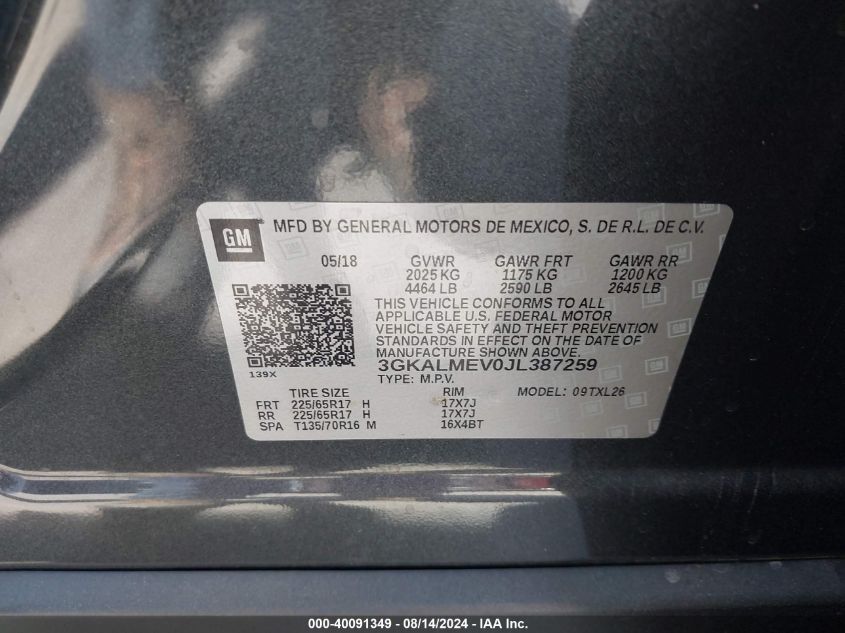 GM MFD BY GENERAL MOTORS DE MEXICO, S. DE R.L. DE C.V.
05/18 GVWR GAWR FRT GAWR RR
2025 KG 1175 KG 1200 KG
4464 LB 2590 LB 2645 LB
THIS VEHICLE CONFORMS TO ALL
APPLICABLE U.S. FEDERAL MOTOR
VEHICLE SAFETY AND THEFT PREVENTION
STANDARDS IN EFFECT ON THE DATE OF
MANUFACTURE SHOWN ABOVE.
139X 3GKALMEV0JL387259
TYPE: M.P.V.
TIRE SIZE RIM MODEL: 09TXL26
FRT 225/65R17 H 17X7J
RR 225/65R17 H 17X7J
SPA T135/70R16 M 16X4BT
000-40091349 | 08/14/2024 | IAA Inc.